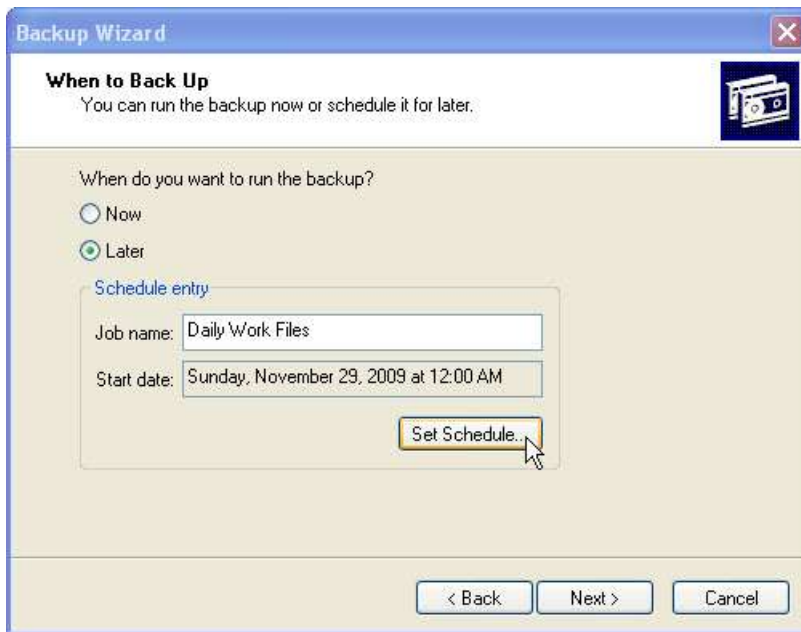 Backup Wizard
When to Back Up
You can run the backup now or schedule it for later.
When do you want to run the backup?
Now
Later
Schedule entry
Job name: Daily Work Files
Start date: Sunday, November 29, 2009 at 12:00 AM
Set Schedule...
< Back Next > Cancel